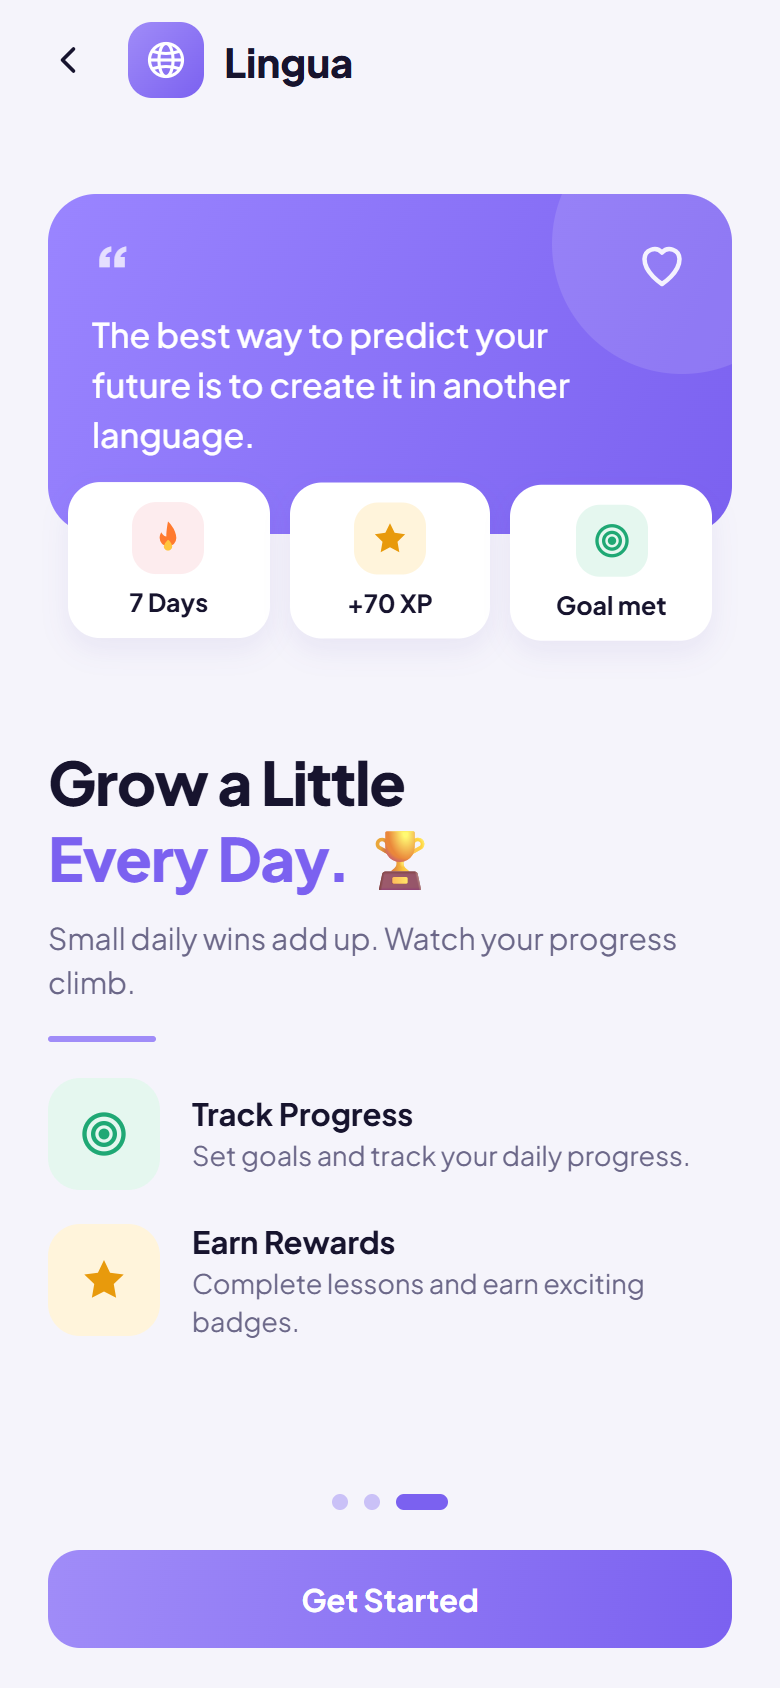 Lingua
“
The best way to predict your
future is to create it in another
language.
7 Days
+70 XP
Goal met
Grow a Little
Every Day. 🏆
Small daily wins add up. Watch your progress
climb.
Track Progress
Set goals and track your daily progress.
Earn Rewards
Complete lessons and earn exciting
badges.
Get Started